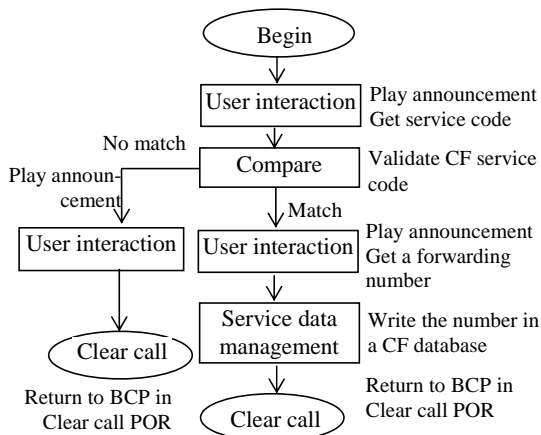 Begin
User interaction
Play announcement
Get service code
No match
Compare
Validate CF service
code
Play announ-
cement
Match
User interaction
User interaction
Play announcement
Get a forwarding
number
Service data
management
Write the number in
a CF database
Clear call
Return to BCP in
Clear call POR
Clear call
Return to BCP in
Clear call POR